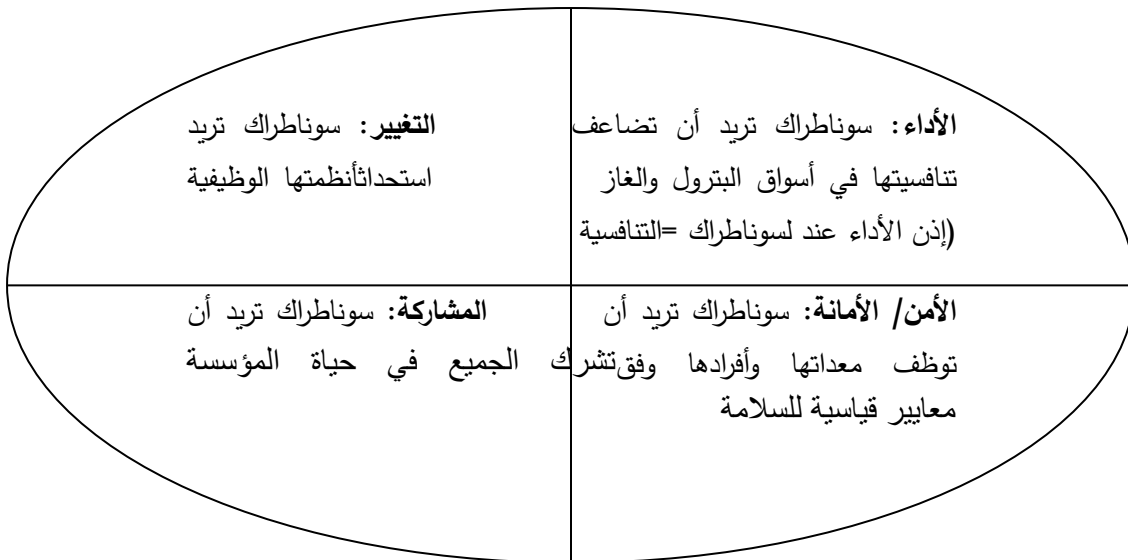 الأداء: سوناطراك تريد أن تضاعف
تنافسيتها في أسواق البترول والغاز
(إذن الأداء عند لسوناطراك =التنافسية
التغيير: سوناطراك تريد
استحداثأنظمتها الوظيفية
الأمن/ الأمانة: سوناطراك تريد أن
توظف معداتها وأفرادها وفق
معايير قياسية للسلامة
المشاركة: سوناطراك تريد أن
تشرك الجميع في حياة المؤسسة